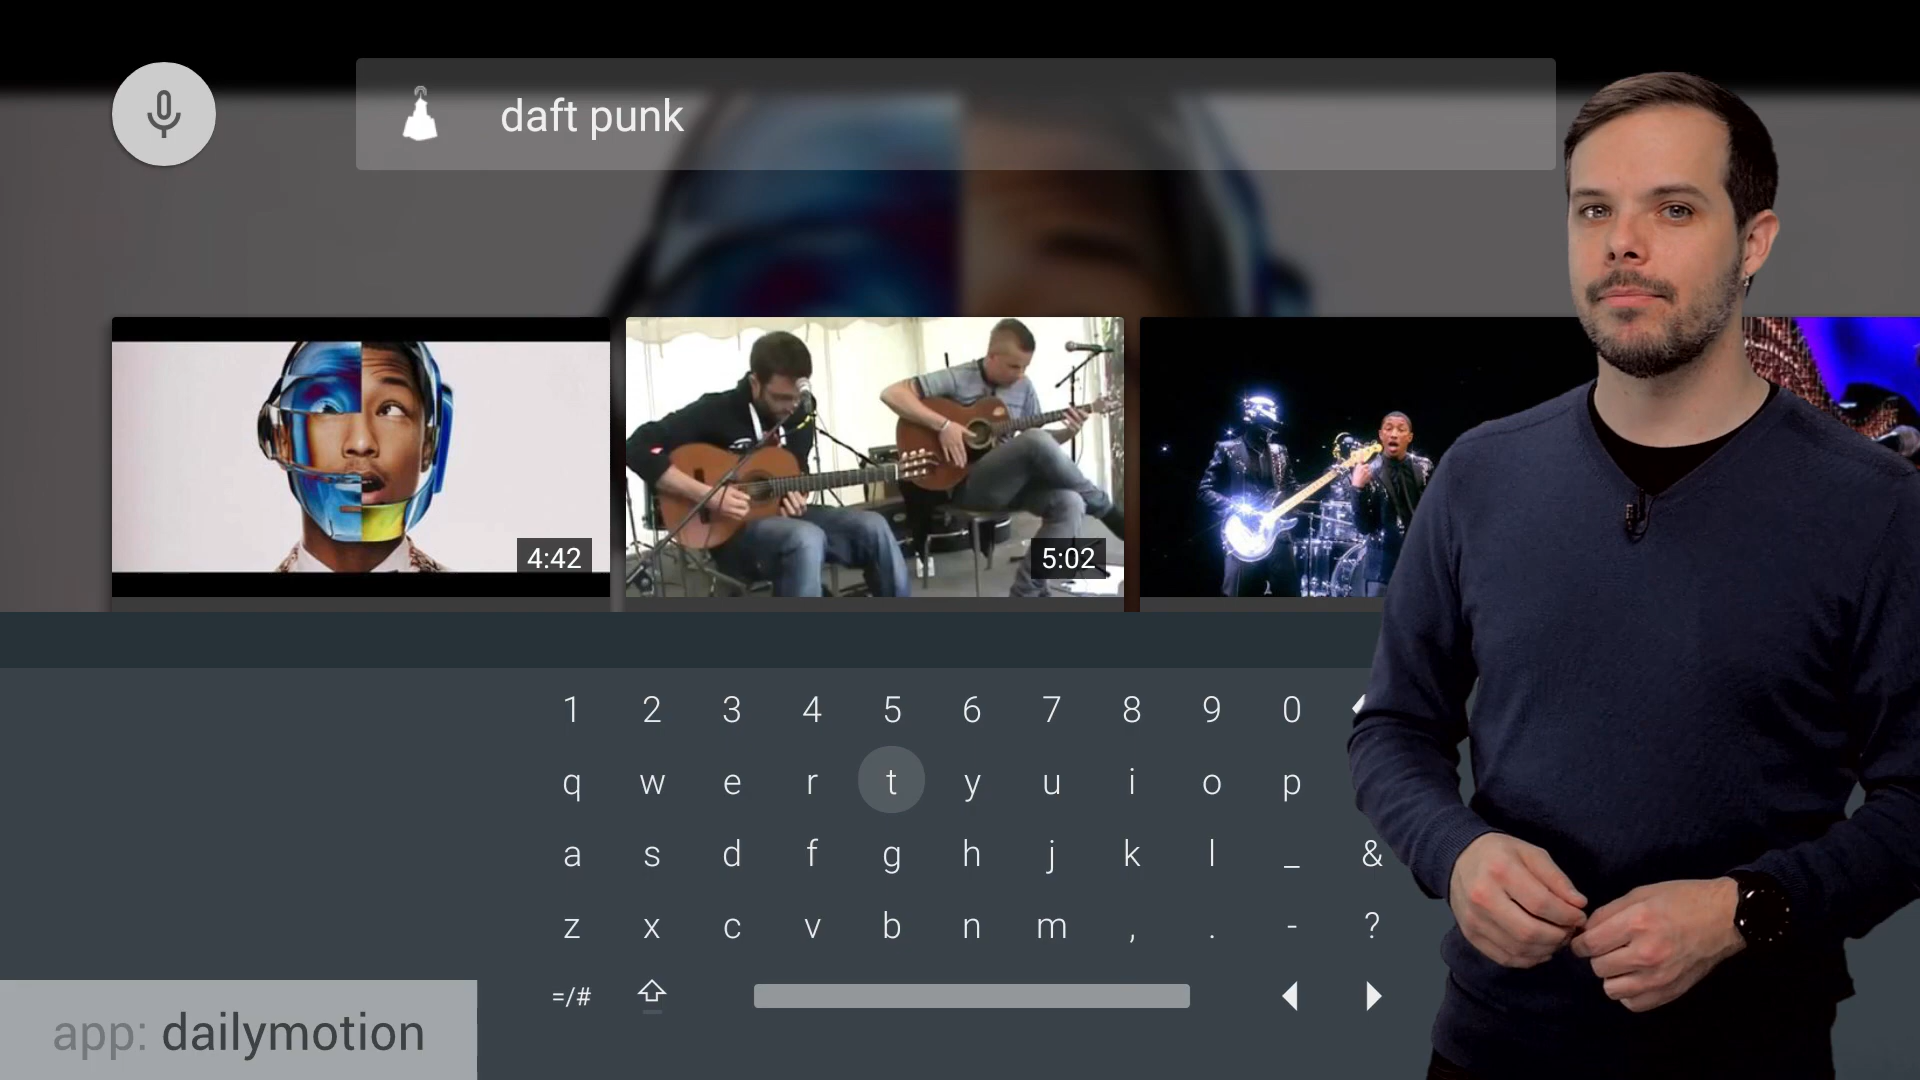 daft punk
4:42
5:02
1 2 3 4 5 6 7 8 9 0
q w e r t y u i o p
a s d f g h j k l _ &
z x c v b n m , . - ?
=/#
app: dailymotion